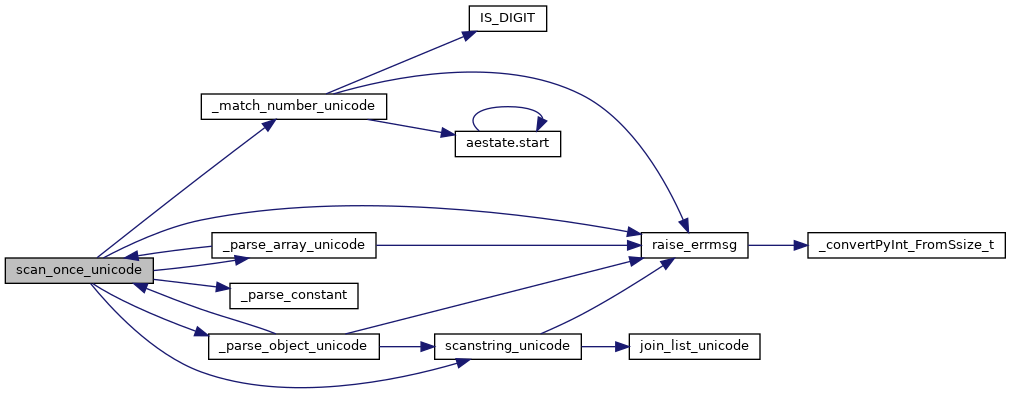 IS_DIGIT
_match_number_unicode
aestate.start
_parse_array_unicode
raise_errmsg
_convertPyInt_FromSsize_t
scan_once_unicode
_parse_constant
_parse_object_unicode
scanstring_unicode
join_list_unicode